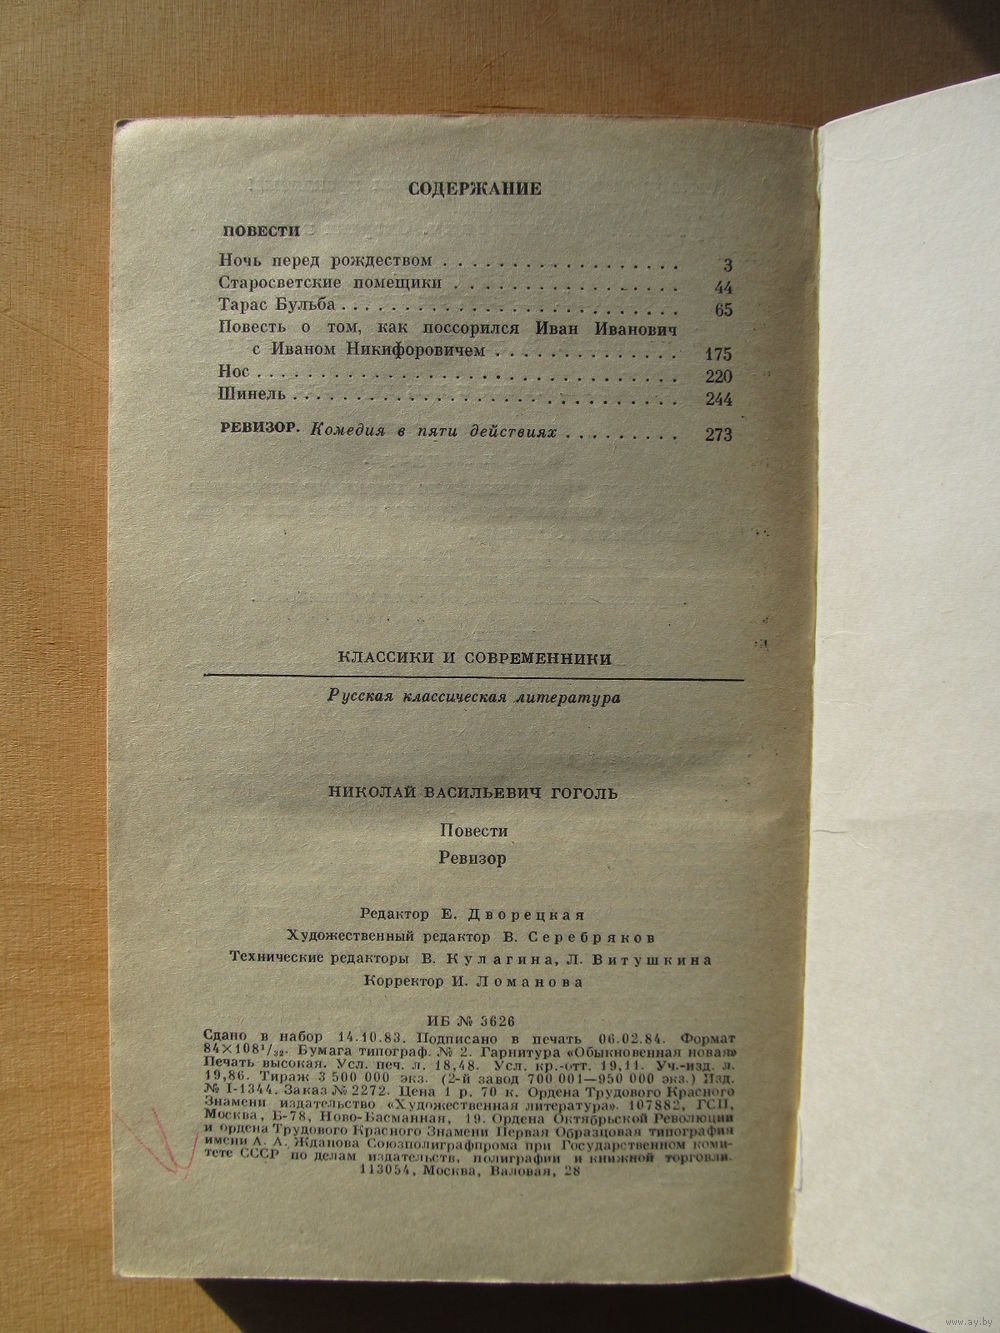 СОДЕРЖАНИЕ
ПОВЕСТИ
Ночь перед рождеством . . . . . . . . . . . . . . . . . 3
Старосветские помещики . . . . . . . . . . . . . . . . 44
Тарас Бульба . . . . . . . . . . . . . . . . . . . . . . . . 65
Повесть о том, как поссорился Иван Иванович
с Иваном Никифоровичем . . . . . . . . . . . . . 175
Нос . . . . . . . . . . . . . . . . . . . . . . . . . . . 220
Шинель . . . . . . . . . . . . . . . . . . . . . . . . . 244
РЕВИЗОР. Комедия в пяти действиях . . . . . . . . . 273
КЛАССИКИ И СОВРЕМЕННИКИ
Русская классическая литература
НИКОЛАЙ ВАСИЛЬЕВИЧ ГОГОЛЬ
Повести
Ревизор
Редактор Е. Дворецкая
Художественный редактор В. Серебряков
Технические редакторы В. Кулагина, Л. Витушкина
Корректор И. Ломанова
ИБ № 3626
Сдано в набор 14.10.83. Подписано в печать 06.02.84. Формат
84×108¹/₃₂. Бумага типограф. № 2. Гарнитура «Обыкновенная новая»
Печать высокая. Усл. печ. л. 18,48. Усл. кр.-отт. 19,11. Уч.-изд. л.
19,86. Тираж 3 500 000 экз. (2-й завод 700 001—950 000 экз.) Изд.
№ I-1344. Заказ № 2272. Цена 1 р. 70 к. Ордена Трудового Красного
Знамени издательство «Художественная литература». 107882, ГСП,
Москва, Б-78, Ново-Басманная, 19. Ордена Октябрьской Революции
и ордена Трудового Красного Знамени Первая Образцовая типография
имени А. А. Жданова Союзполиграфпрома при Государственном коми-
тете СССР по делам издательств, полиграфии и книжной торговли.
113054, Москва, Валовая, 28
www.ay.by